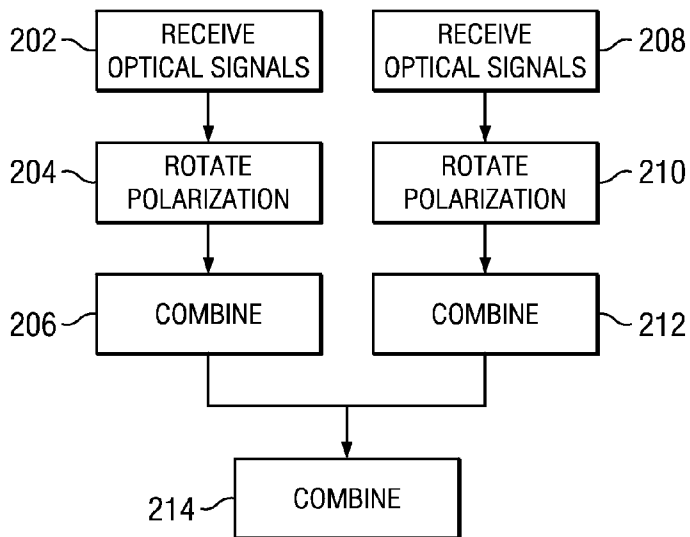 202
RECEIVE
OPTICAL SIGNALS
RECEIVE
OPTICAL SIGNALS
208
204
ROTATE
POLARIZATION
ROTATE
POLARIZATION
210
206
COMBINE
COMBINE
212
214
COMBINE